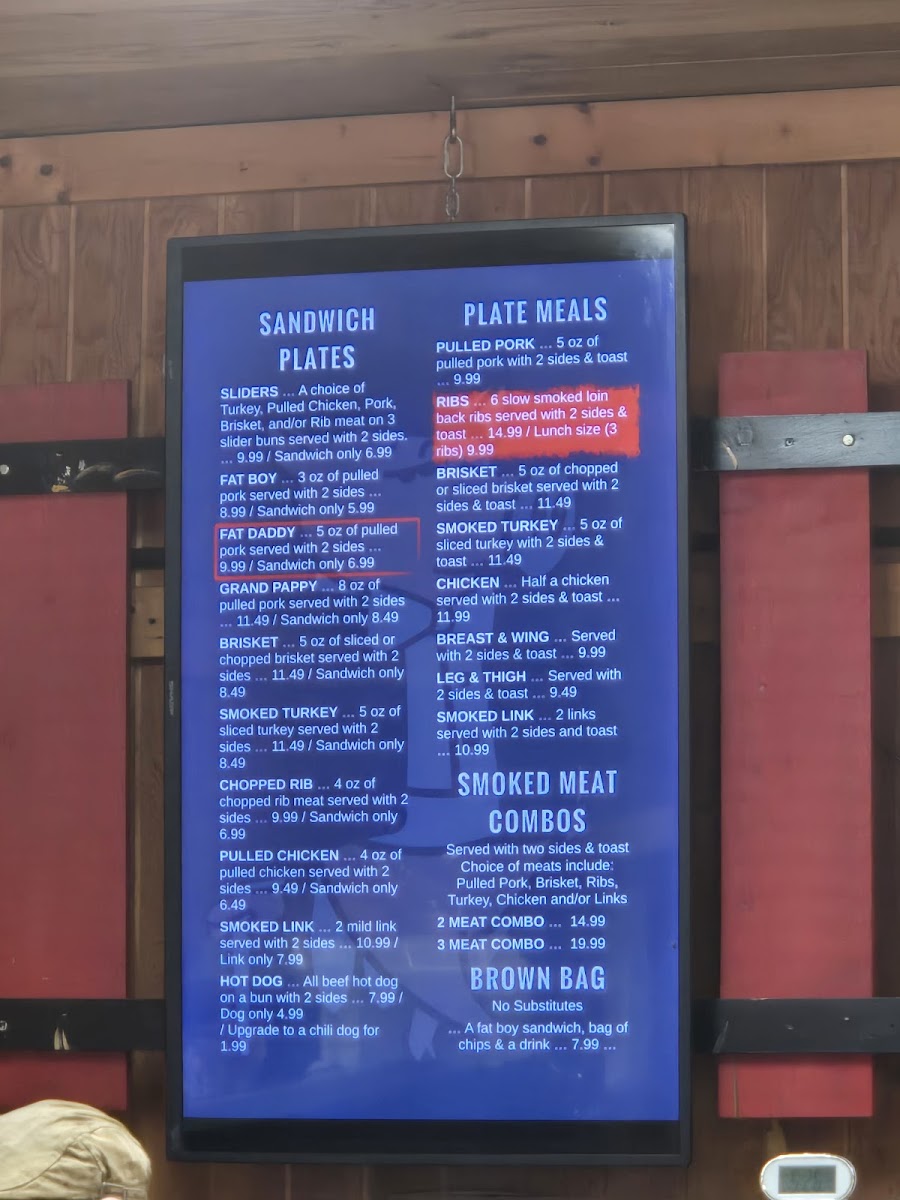 SANDWICH
PLATES
SLIDERS ... A choice of
Turkey, Pulled Chicken, Pork,
Brisket, and/or Rib meat on 3
slider buns served with 2 sides.
... 9.99 / Sandwich only 6.99
FAT BOY ... 3 oz of pulled
pork served with 2 sides ...
8.99 / Sandwich only 5.99
FAT DADDY ... 5 oz of pulled
pork served with 2 sides ...
9.99 / Sandwich only 6.99
GRAND PAPPY ... 8 oz of
pulled pork served with 2 sides
... 11.49 / Sandwich only 8.49
BRISKET ... 5 oz of sliced or
chopped brisket served with 2
sides ... 11.49 / Sandwich only
8.49
SMOKED TURKEY ... 5 oz of
sliced turkey served with 2
sides ... 11.49 / Sandwich only
8.49
CHOPPED RIB ... 4 oz of
chopped rib meat served with 2
sides ... 9.99 / Sandwich only
6.99
PULLED CHICKEN ... 4 oz of
pulled chicken served with 2
sides ... 9.49 / Sandwich only
6.49
SMOKED LINK ... 2 mild link
served with 2 sides ... 10.99 /
Link only 7.99
HOT DOG ... All beef hot dog
on a bun with 2 sides ... 7.99 /
Dog only 4.99
/ Upgrade to a chili dog for
1.99
PLATE MEALS
PULLED PORK ... 5 oz of
pulled pork with 2 sides & toast
... 9.99
RIBS ... 6 slow smoked loin
back ribs served with 2 sides &
toast ... 14.99 / Lunch size (3
ribs) 9.99
BRISKET ... 5 oz of chopped
or sliced brisket served with 2
sides & toast ... 11.49
SMOKED TURKEY ... 5 oz of
sliced turkey with 2 sides &
toast ... 11.49
CHICKEN ... Half a chicken
served with 2 sides & toast ...
11.99
BREAST & WING ... Served
with 2 sides & toast ... 9.99
LEG & THIGH ... Served with
2 sides & toast ... 9.49
SMOKED LINK ... 2 links
served with 2 sides and toast
... 10.99
SMOKED MEAT
COMBOS
Served with two sides & toast
Choice of meats include:
Pulled Pork, Brisket, Ribs,
Turkey, Chicken and/or Links
2 MEAT COMBO ... 14.99
3 MEAT COMBO ... 19.99
BROWN BAG
No Substitutes
... A fat boy sandwich, bag of
chips & a drink ... 7.99 ...